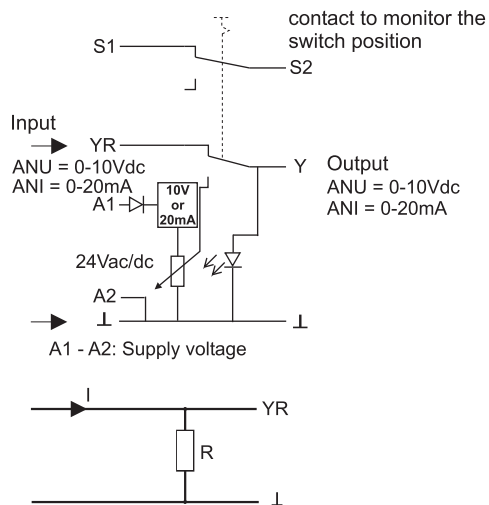 contact to monitor the
switch position
S1
S2
Input
YR
ANU = 0-10Vdc
ANI = 0-20mA
Y
Output
ANU = 0-10Vdc
ANI = 0-20mA
A1
10V
or
20mA
24Vac/dc
A2
⊥
⊥
A1 - A2: Supply voltage
I
YR
R
⊥